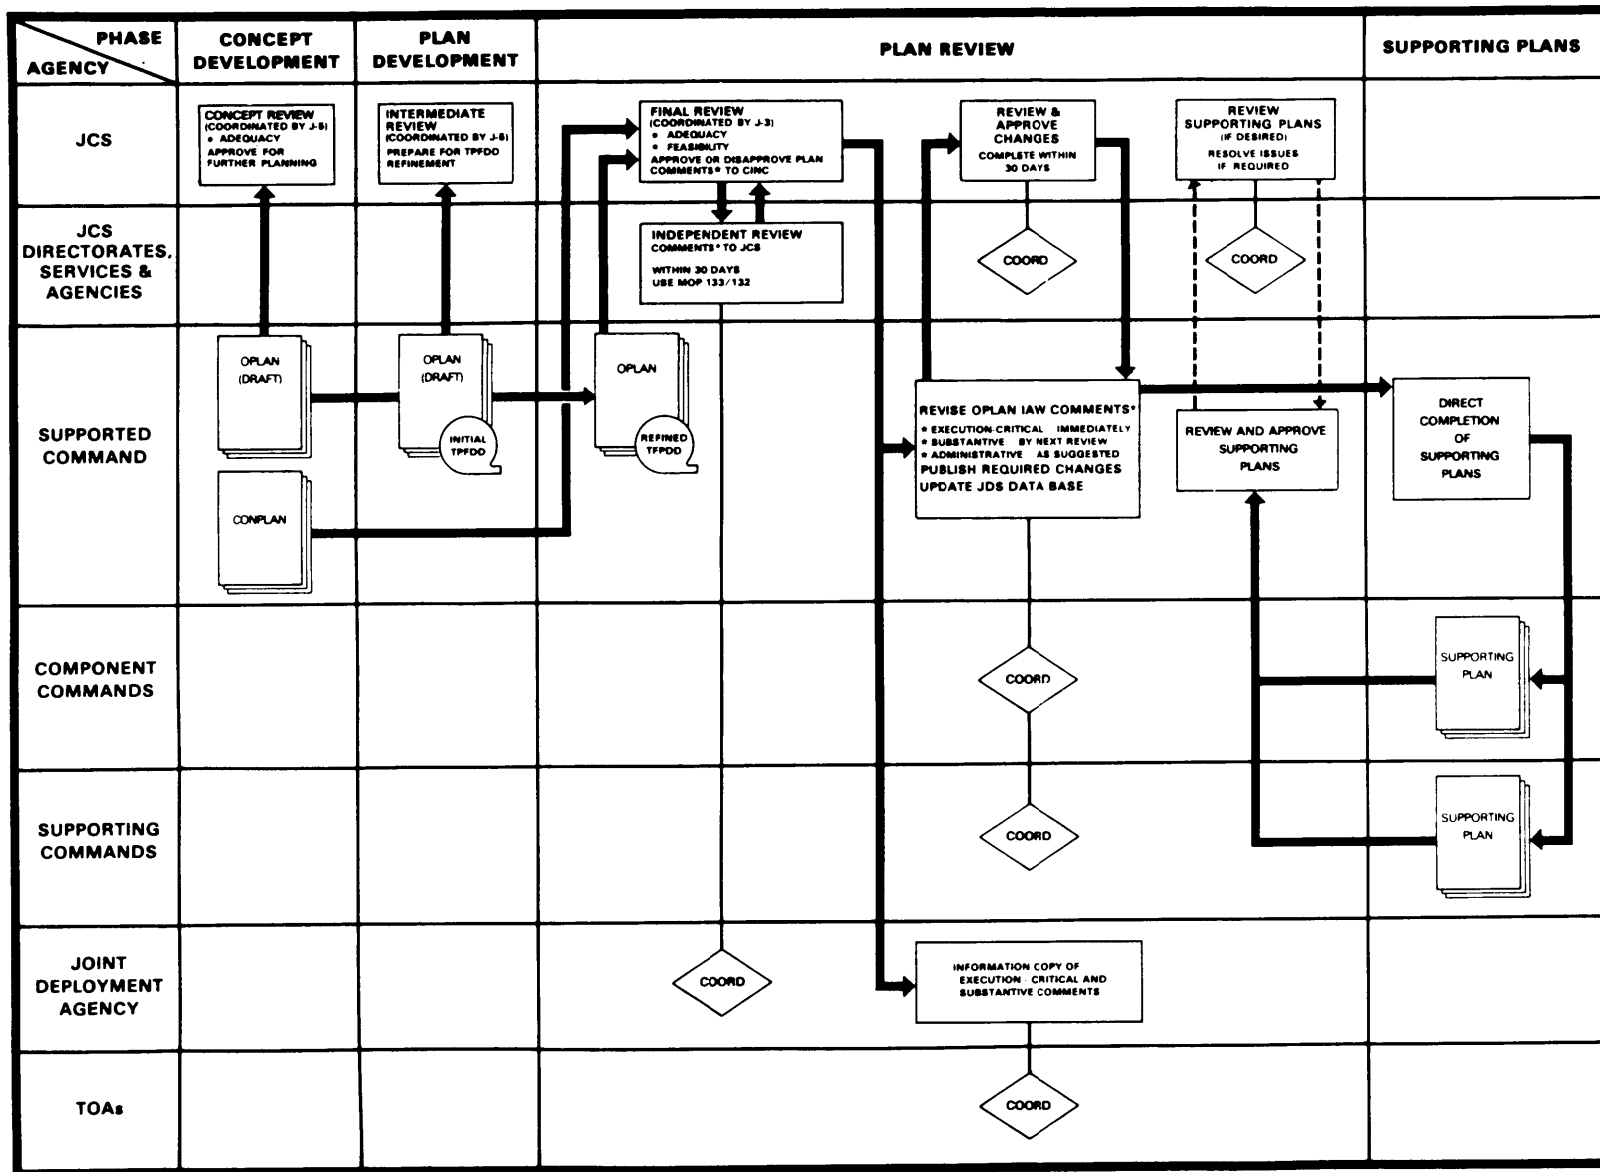 PHASE
AGENCY
CONCEPT
DEVELOPMENT
PLAN
DEVELOPMENT
PLAN REVIEW
SUPPORTING PLANS
JCS
CONCEPT REVIEW
(COORDINATED BY J-5)
* ADEQUACY
APPROVE FOR
FURTHER PLANNING
INTERMEDIATE
REVIEW
(COORDINATED BY J-5)
PREPARE FOR TPFDD
REFINEMENT
FINAL REVIEW
(COORDINATED BY J-3)
* ADEQUACY
* FEASIBILITY
APPROVE OR DISAPPROVE PLAN
COMMENTS* TO CINC
REVIEW &
APPROVE
CHANGES
COMPLETE WITHIN
30 DAYS
REVIEW
SUPPORTING PLANS
(IF DESIRED)
RESOLVE ISSUES
IF REQUIRED
JCS
DIRECTORATES,
SERVICES &
AGENCIES
INDEPENDENT REVIEW
COMMENTS* TO JCS
WITHIN 30 DAYS
USE MOP 133/132
COORD
COORD
SUPPORTED
COMMAND
OPLAN
(DRAFT)
OPLAN
(DRAFT)
INITIAL
TPFDD
OPLAN
REFINED
TPFDD
CONPLAN
REVISE OPLAN IAW COMMENTS*
* EXECUTION-CRITICAL IMMEDIATELY
* SUBSTANTIVE BY NEXT REVIEW
* ADMINISTRATIVE AS SUGGESTED
PUBLISH REQUIRED CHANGES
UPDATE JDS DATA BASE
REVIEW AND APPROVE
SUPPORTING
PLANS
DIRECT
COMPLETION
OF
SUPPORTING
PLANS
COMPONENT
COMMANDS
COORD
SUPPORTING
PLAN
SUPPORTING
COMMANDS
COORD
SUPPORTING
PLAN
JOINT
DEPLOYMENT
AGENCY
COORD
INFORMATION COPY OF
EXECUTION-CRITICAL AND
SUBSTANTIVE COMMENTS
TOAs
COORD